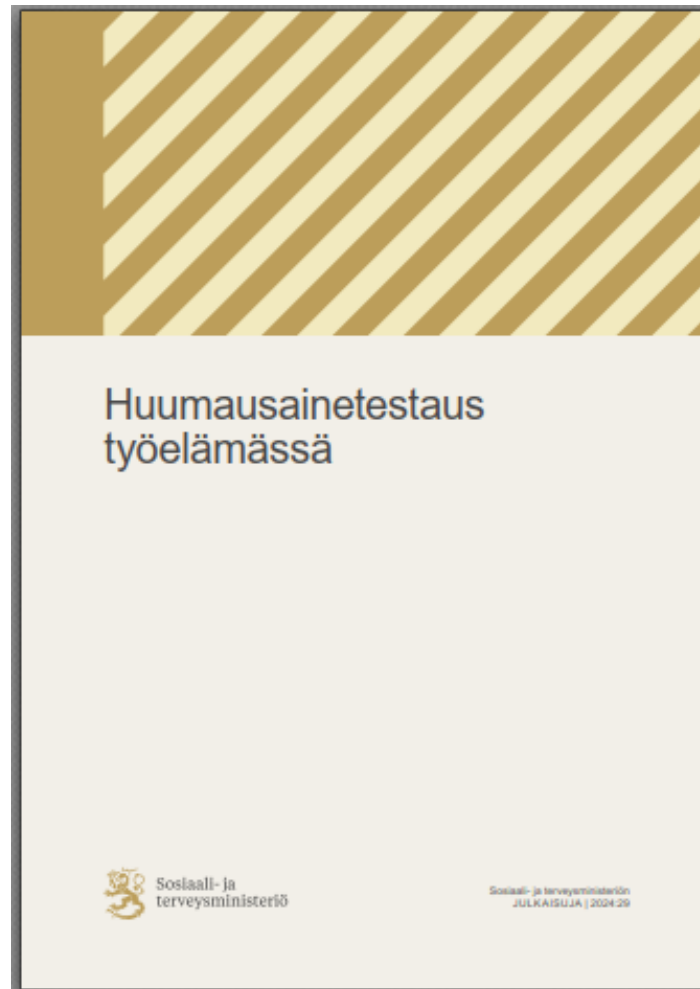 Huumausainetestaus
työelämässä
Sosiaali- ja
terveysministeriö
Sosiaali- ja terveysministeriön
JULKAISUJA | 2024:29